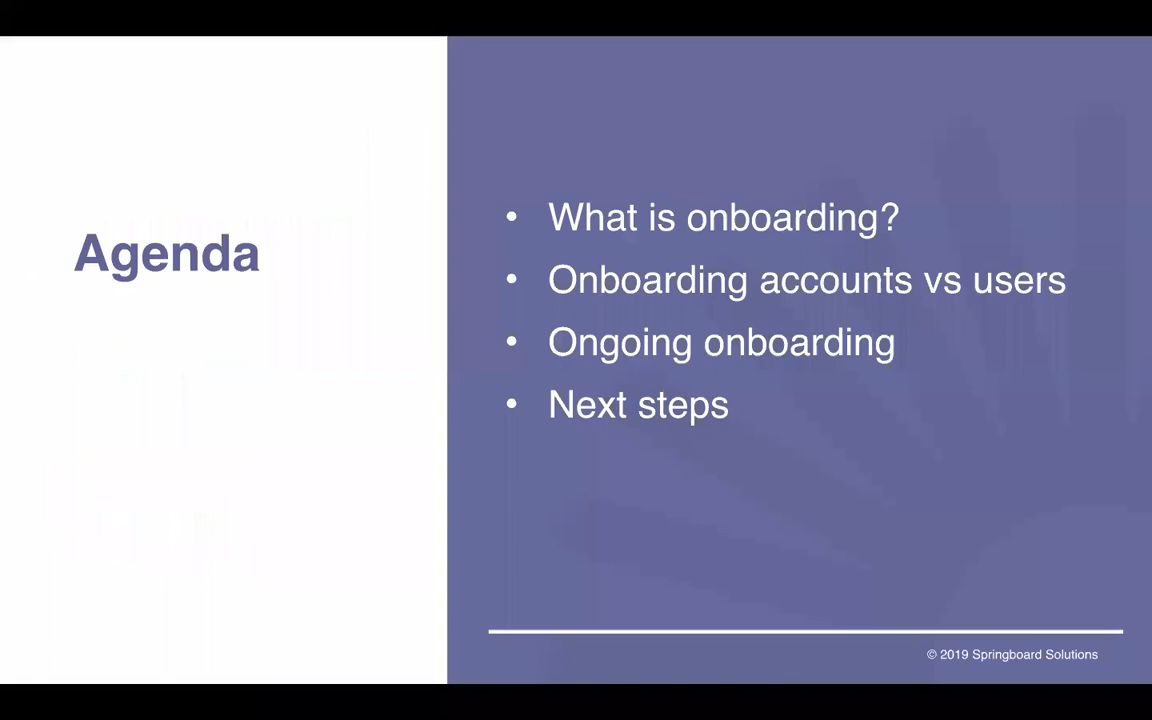 Agenda
• What is onboarding?
• Onboarding accounts vs users
• Ongoing onboarding
• Next steps
© 2019 Springboard Solutions